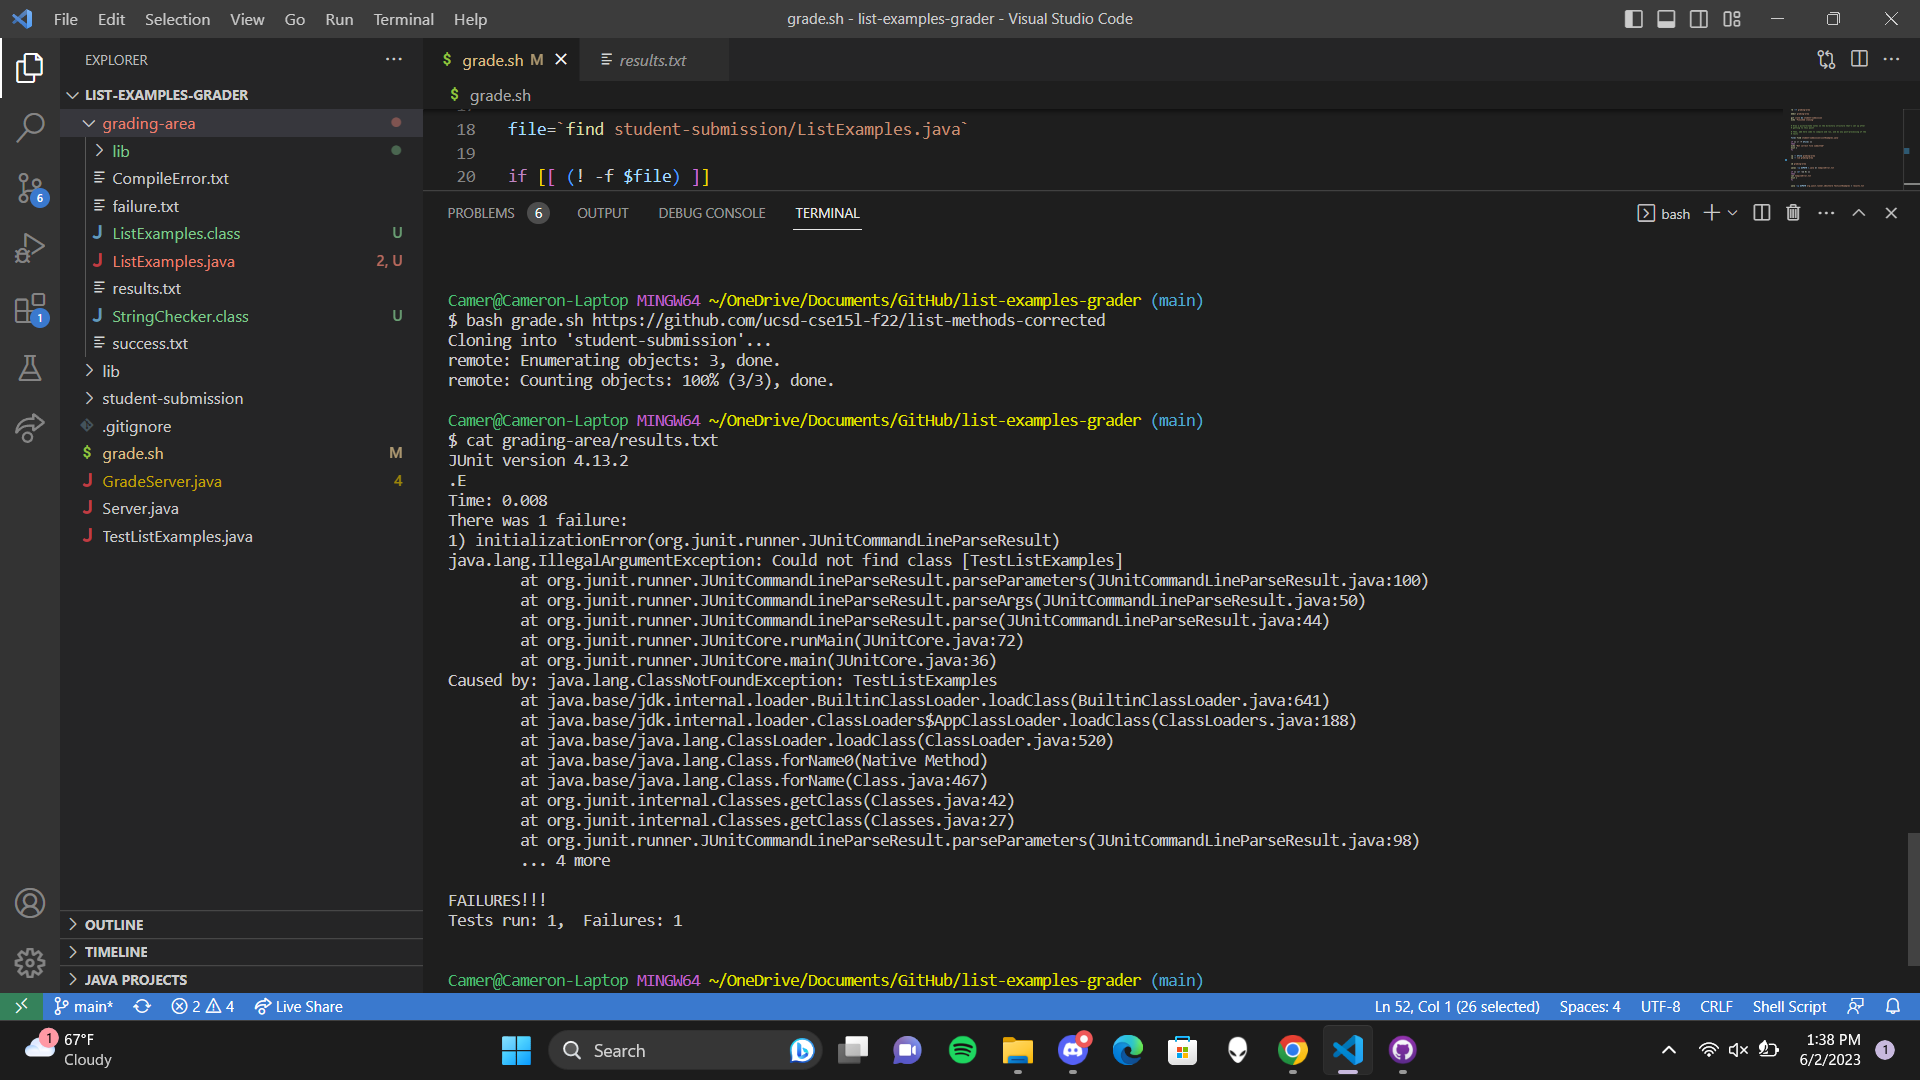 File Edit Selection View Go Run Terminal Help
grade.sh - list-examples-grader - Visual Studio Code
EXPLORER
LIST-EXAMPLES-GRADER
grading-area
lib
CompileError.txt
failure.txt
ListExamples.class U
ListExamples.java 2, U
results.txt
StringChecker.class U
success.txt
lib
student-submission
.gitignore
grade.sh M
GradeServer.java 4
Server.java
TestListExamples.java
OUTLINE
TIMELINE
JAVA PROJECTS
6
1
$ grade.sh M
results.txt
$ grade.sh
18 file=`find student-submission/ListExamples.java`
19
20 if [[ (! -f $file) ]]
PROBLEMS 6 OUTPUT DEBUG CONSOLE TERMINAL
bash
Camer@Cameron-Laptop MINGW64 ~/OneDrive/Documents/GitHub/list-examples-grader (main)
$ bash grade.sh https://github.com/ucsd-cse15l-f22/list-methods-corrected
Cloning into 'student-submission'...
remote: Enumerating objects: 3, done.
remote: Counting objects: 100% (3/3), done.
Camer@Cameron-Laptop MINGW64 ~/OneDrive/Documents/GitHub/list-examples-grader (main)
$ cat grading-area/results.txt
JUnit version 4.13.2
.E
Time: 0.008
There was 1 failure:
1) initializationError(org.junit.runner.JUnitCommandLineParseResult)
java.lang.IllegalArgumentException: Could not find class [TestListExamples]
at org.junit.runner.JUnitCommandLineParseResult.parseParameters(JUnitCommandLineParseResult.java:100)
at org.junit.runner.JUnitCommandLineParseResult.parseArgs(JUnitCommandLineParseResult.java:50)
at org.junit.runner.JUnitCommandLineParseResult.parse(JUnitCommandLineParseResult.java:44)
at org.junit.runner.JUnitCore.runMain(JUnitCore.java:72)
at org.junit.runner.JUnitCore.main(JUnitCore.java:36)
Caused by: java.lang.ClassNotFoundException: TestListExamples
at java.base/jdk.internal.loader.BuiltinClassLoader.loadClass(BuiltinClassLoader.java:641)
at java.base/jdk.internal.loader.ClassLoaders$AppClassLoader.loadClass(ClassLoaders.java:188)
at java.base/java.lang.ClassLoader.loadClass(ClassLoader.java:520)
at java.base/java.lang.Class.forName0(Native Method)
at java.base/java.lang.Class.forName(Class.java:467)
at org.junit.internal.Classes.getClass(Classes.java:42)
at org.junit.internal.Classes.getClass(Classes.java:27)
at org.junit.runner.JUnitCommandLineParseResult.parseParameters(JUnitCommandLineParseResult.java:98)
... 4 more
FAILURES!!!
Tests run: 1,  Failures: 1
Camer@Cameron-Laptop MINGW64 ~/OneDrive/Documents/GitHub/list-examples-grader (main)
main* 2 4 Live Share
Ln 52, Col 1 (26 selected) Spaces: 4 UTF-8 CRLF Shell Script
1 67°F
Cloudy
Search
1:38 PM
6/2/2023 1